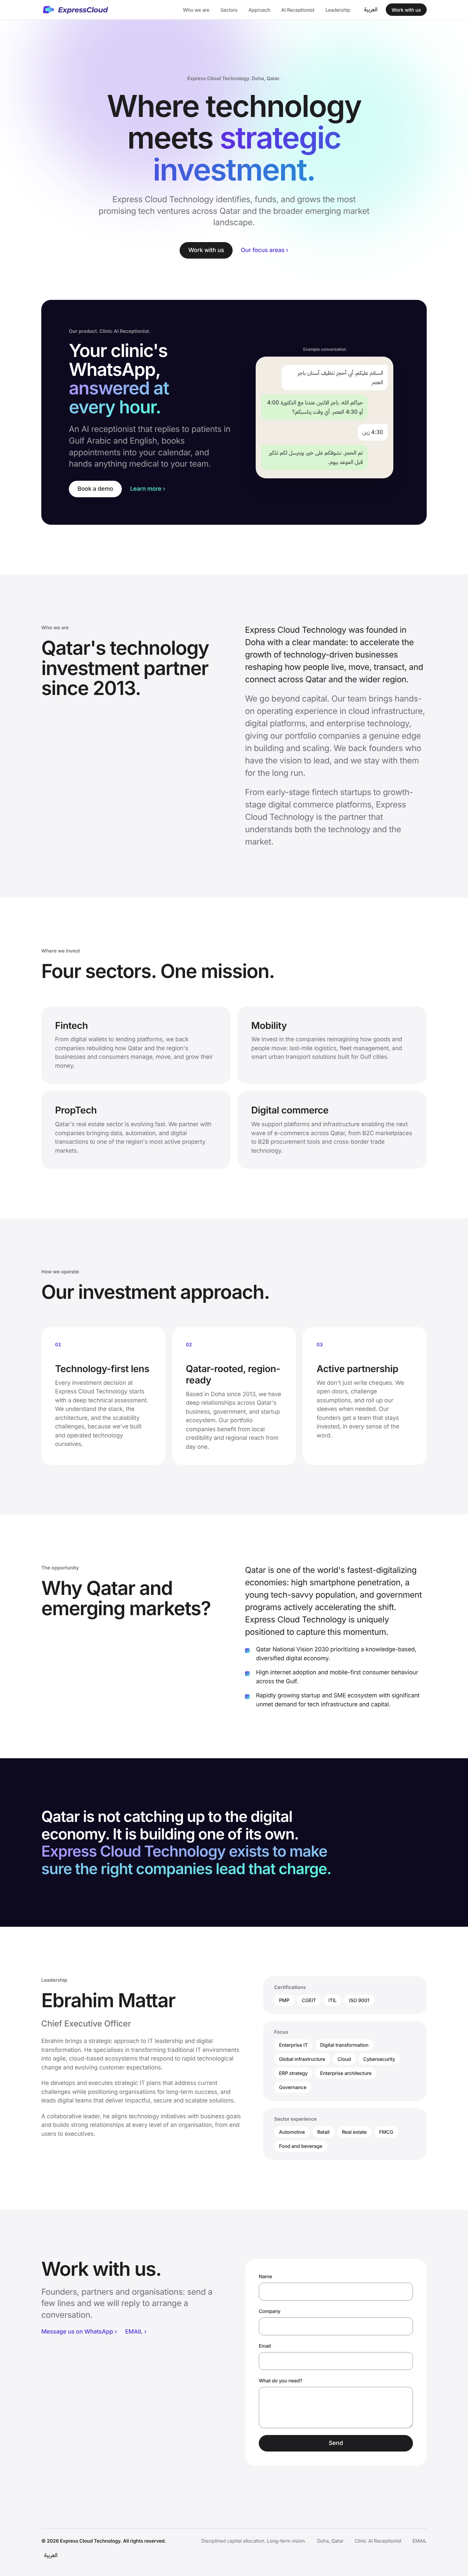 ExpressCloud
Who we are
Sectors
Approach
AI Receptionist
Leadership
العربية
Work with us
Express Cloud Technology. Doha, Qatar.
Where technology
meets strategic
investment.
Express Cloud Technology identifies, funds, and grows the most
promising tech ventures across Qatar and the broader emerging market
landscape.
Work with us
Our focus areas ›
Our product. Clinic AI Receptionist.
Your clinic's
WhatsApp,
answered at
every hour.
An AI receptionist that replies to patients in
Gulf Arabic and English, books
appointments into your calendar, and
hands anything medical to your team.
Book a demo
Learn more ›
Example conversation
السلام عليكم، أبي أحجز تنظيف أسنان باجر
العصر
حياكم الله. باجر الاثنين عندنا مع الدكتورة 4:00
أو 4:30 العصر. أي وقت يناسبكم؟
4:30 زين
تم الحجز. نشوفكم على خير، وبنرسل لكم تذكير
قبل الموعد بيوم.
Who we are
Qatar's technology
investment partner
since 2013.
Express Cloud Technology was founded in
Doha with a clear mandate: to accelerate the
growth of technology-driven businesses
reshaping how people live, move, transact, and
connect across Qatar and the wider region.
We go beyond capital. Our team brings hands-
on operating experience in cloud infrastructure,
digital platforms, and enterprise technology,
giving our portfolio companies a genuine edge
in building and scaling. We back founders who
have the vision to lead, and we stay with them
for the long run.
From early-stage fintech startups to growth-
stage digital commerce platforms, Express
Cloud Technology is the partner that
understands both the technology and the
market.
Where we invest
Four sectors. One mission.
Fintech
From digital wallets to lending platforms, we back
companies rebuilding how Qatar and the region's
businesses and consumers manage, move, and grow their
money.
Mobility
We invest in the companies reimagining how goods and
people move: last-mile logistics, fleet management, and
smart urban transport solutions built for Gulf cities.
PropTech
Qatar's real estate sector is evolving fast. We partner with
companies bringing data, automation, and digital
transactions to one of the region's most active property
markets.
Digital commerce
We support platforms and infrastructure enabling the next
wave of e-commerce across Qatar, from B2C marketplaces
to B2B procurement tools and cross-border trade
technology.
How we operate
Our investment approach.
01
Technology-first lens
Every investment decision at
Express Cloud Technology starts
with a deep technical assessment.
We understand the stack, the
architecture, and the scalability
challenges, because we've built
and operated technology
ourselves.
02
Qatar-rooted, region-
ready
Based in Doha since 2013, we have
deep relationships across Qatar's
business, government, and startup
ecosystem. Our portfolio
companies benefit from local
credibility and regional reach from
day one.
03
Active partnership
We don't just write cheques. We
open doors, challenge
assumptions, and roll up our
sleeves when needed. Our
founders get a team that stays
invested, in every sense of the
word.
The opportunity
Why Qatar and
emerging markets?
Qatar is one of the world's fastest-digitalizing
economies: high smartphone penetration, a
young tech-savvy population, and government
programs actively accelerating the shift.
Express Cloud Technology is uniquely
positioned to capture this momentum.
Qatar National Vision 2030 prioritizing a knowledge-based,
diversified digital economy.
High internet adoption and mobile-first consumer behaviour
across the Gulf.
Rapidly growing startup and SME ecosystem with significant
unmet demand for tech infrastructure and capital.
Qatar is not catching up to the digital
economy. It is building one of its own.
Express Cloud Technology exists to make
sure the right companies lead that charge.
Leadership
Ebrahim Mattar
Chief Executive Officer
Ebrahim brings a strategic approach to IT leadership and digital
transformation. He specialises in transforming traditional IT environments
into agile, cloud-based ecosystems that respond to rapid technological
change and evolving customer expectations.
He develops and executes strategic IT plans that address current
challenges while positioning organisations for long-term success, and
leads digital teams that deliver impactful, secure and scalable solutions.
A collaborative leader, he aligns technology initiatives with business goals
and builds strong relationships at every level of an organisation, from end
users to executives.
Certifications
PMP
CGEIT
ITIL
ISO 9001
Focus
Enterprise IT
Digital transformation
Global infrastructure
Cloud
Cybersecurity
ERP strategy
Enterprise architecture
Governance
Sector experience
Automotive
Retail
Real estate
FMCG
Food and beverage
Work with us.
Founders, partners and organisations: send a
few lines and we will reply to arrange a
conversation.
Message us on WhatsApp ›
EMAIL ›
Name
Company
Email
What do you need?
Send
© 2026 Express Cloud Technology. All rights reserved.
Disciplined capital allocation. Long-term vision.
Doha, Qatar
Clinic AI Receptionist
EMAIL
العربية